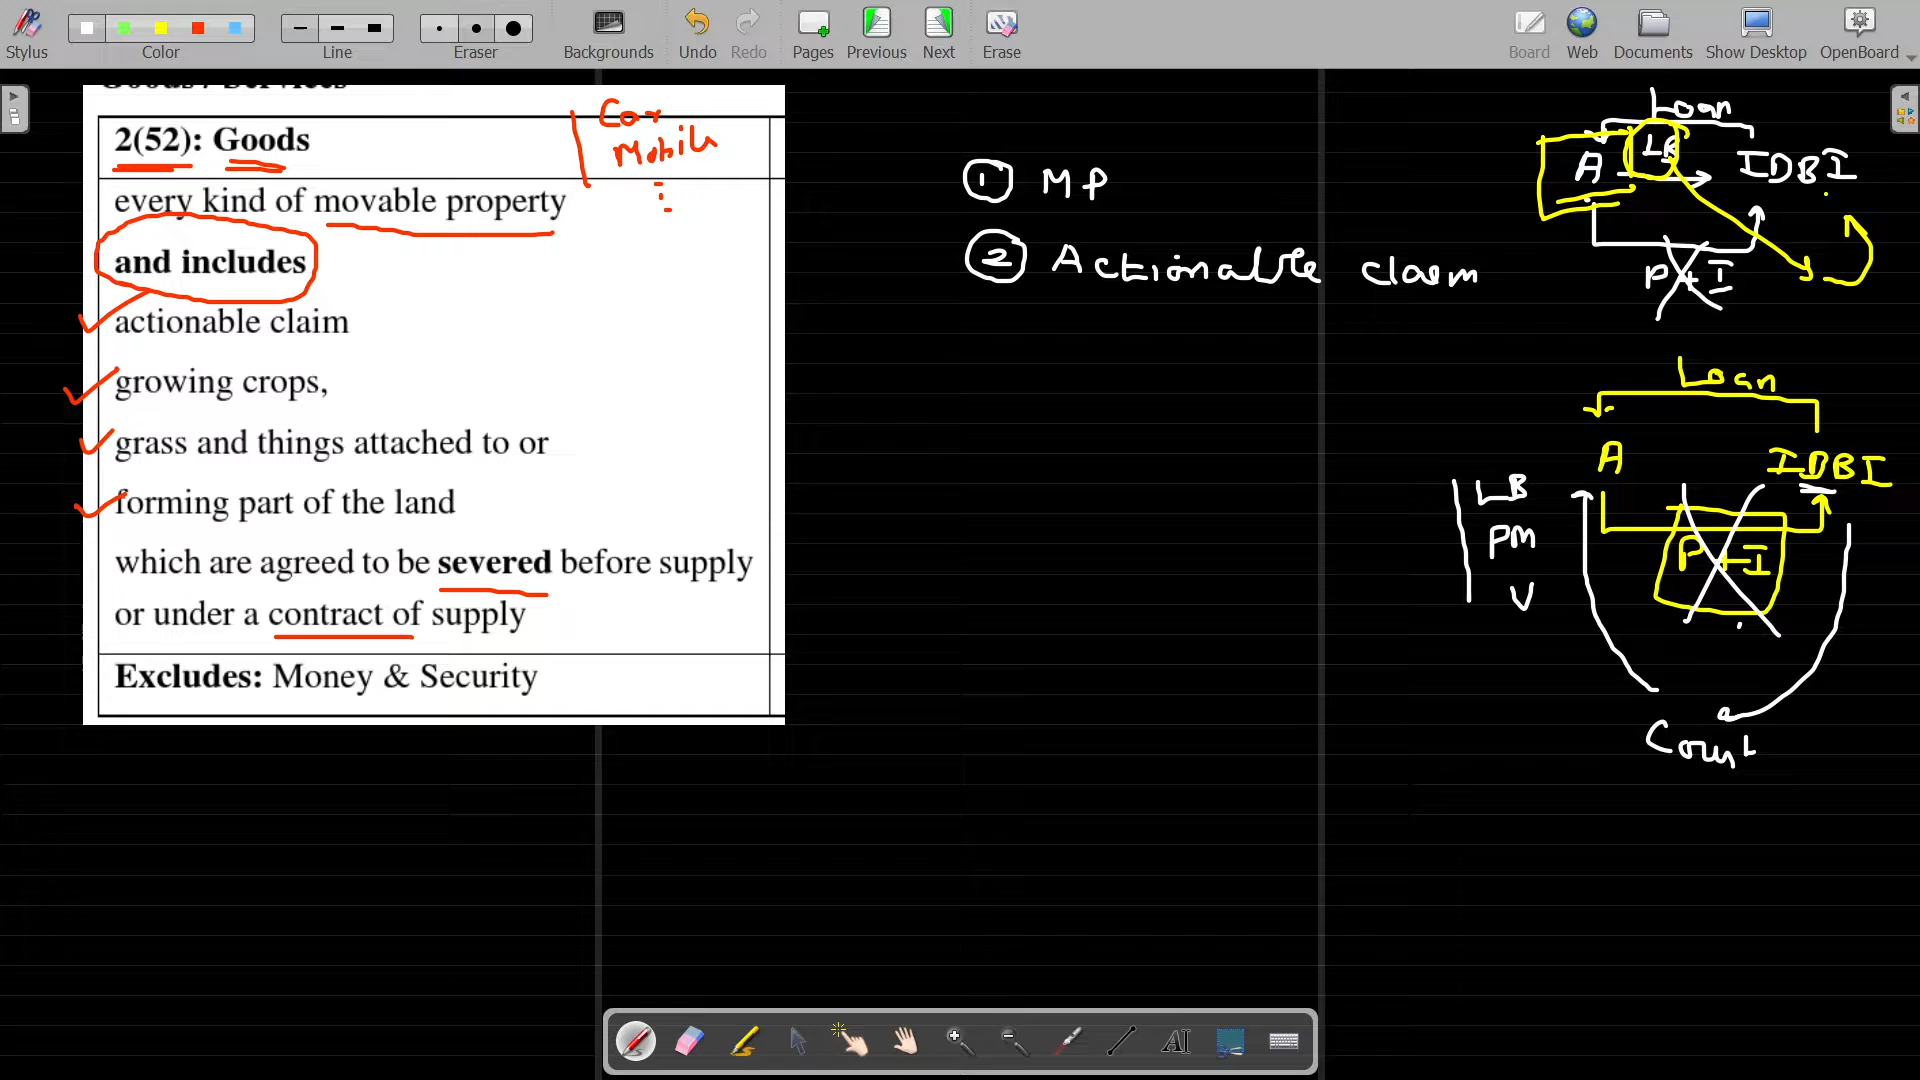 Stylus
Color
Line
Eraser
Backgrounds
Undo
Redo
Pages
Previous
Next
Erase
Board
Web
Documents
Show Desktop
OpenBoard
Goods / Services
2(52): Goods
Car
Mobile
every kind of movable property
and includes
actionable claim
growing crops,
grass and things attached to or
forming part of the land
which are agreed to be severed before supply
or under a contract of supply
Excludes: Money & Security
① MP
② Actionable claim
Loan
A LB IDBI
P + I
Loan
A IDBI
LB
PM
V
P + I
Court